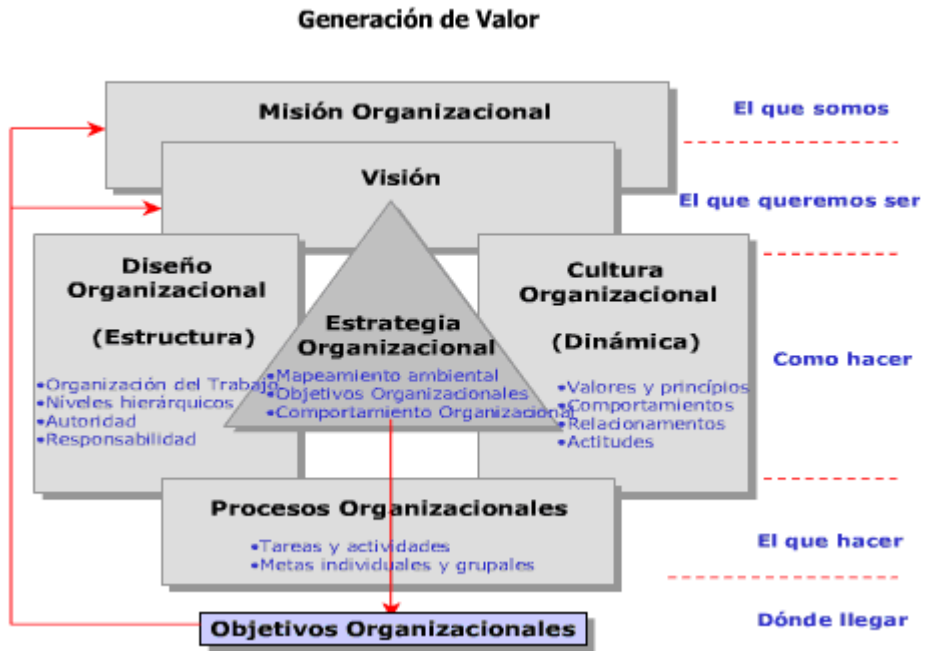 Generación de Valor
Misión Organizacional
El que somos
Visión
El que queremos ser
Diseño
Organizacional
(Estructura)
•Organización del Trabajo
•Níveles hierárquicos
•Autoridad
•Responsabilidad
Estrategia
Organizacional
•Mapeamiento ambiental
•Objetivos Organizacionales
•Comportamiento Organizacional
Cultura
Organizacional
(Dinámica)
•Valores y princípios
•Comportamientos
•Relacionamentos
•Actitudes
Como hacer
Procesos Organizacionales
•Tareas y actividades
•Metas individuales y grupales
El que hacer
Objetivos Organizacionales
Dónde llegar